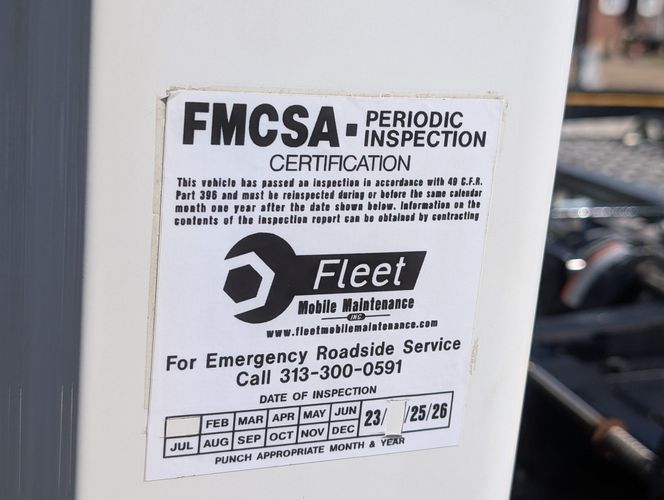 FMCSA - PERIODIC INSPECTION
CERTIFICATION
This vehicle has passed an inspection in accordance with 49 C.F.R.
Part 396 and must be reinspected during or before the same calendar
month one year after the date shown below. Information on the
contents of the inspection report can be obtained by contracting
Fleet
Mobile Maintenance
INC.
www.fleetmobilemaintenance.com
For Emergency Roadside Service
Call 313-300-0591
DATE OF INSPECTION
FEB MAR APR MAY JUN
JUL AUG SEP OCT NOV DEC
23/ /25/26
PUNCH APPROPRIATE MONTH & YEAR